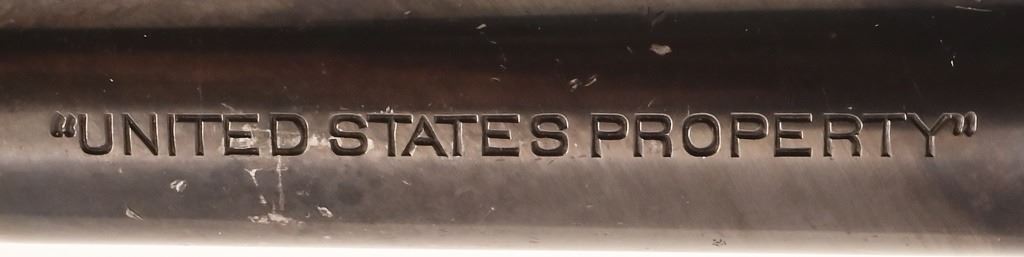 “UNITED STATES PROPERTY”